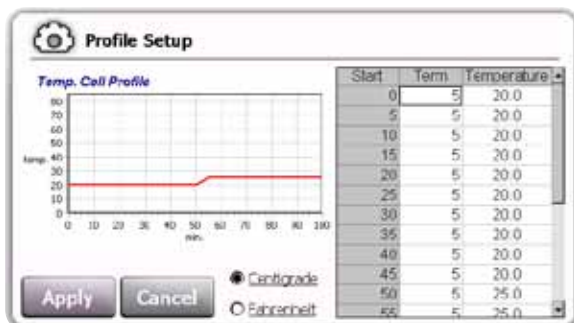 Profile Setup
Temp. Cell Profile
80
70
60
50
temp. 40
30
20
10
0
0 10 20 30 40 50 60 70 80 90 100
min.
Centigrade
Fahrenheit
Apply
Cancel
Start Term Temperature
0 5 20.0
5 5 20.0
10 5 20.0
15 5 20.0
20 5 20.0
25 5 20.0
30 5 20.0
35 5 20.0
40 5 20.0
45 5 20.0
50 5 25.0
55 5 25.0